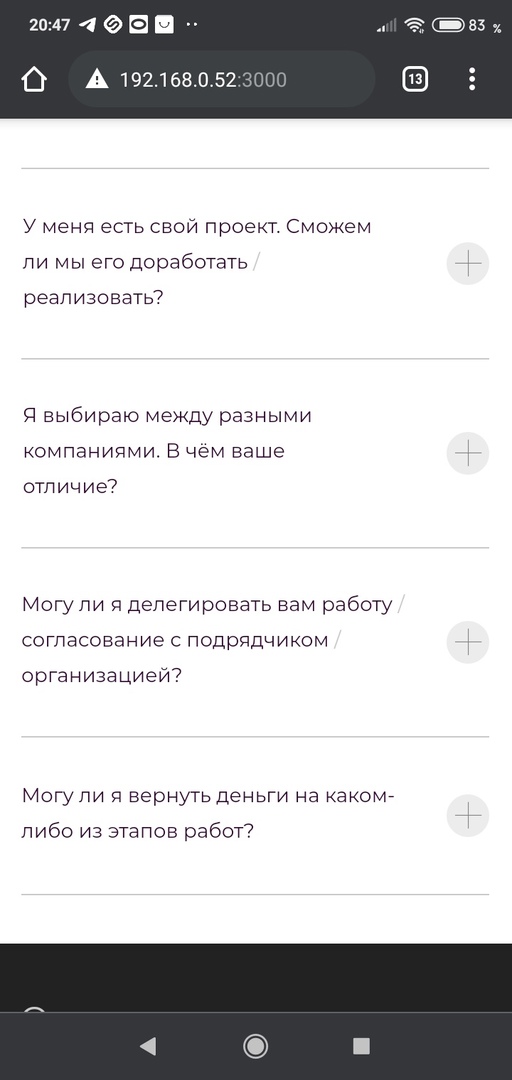 20:47
83 %
192.168.0.52:3000
13
У меня есть свой проект. Сможем
ли мы его доработать /
реализовать?
Я выбираю между разными
компаниями. В чём ваше
отличие?
Могу ли я делегировать вам работу /
согласование с подрядчиком /
организацией?
Могу ли я вернуть деньги на каком-
либо из этапов работ?